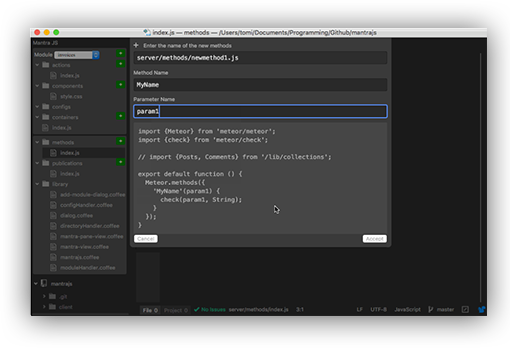 index.js — methods — /Users/tomi/Documents/Programming/Github/mantrajs
Mantra JS
Module
actions
index.js
components
style.css
configs
containers
index.js
methods
index.js
publications
index.js
library
add-module-dialog.coffee
configHandler.coffee
dialog.coffee
directoryHandler.coffee
mantra-pane-view.coffee
mantra-view.coffee
mantrajs.coffee
moduleHandler.coffee
mantrajs
.git
client
+ Enter the name of the new methods
server/methods/newmethod1.js
Method Name
MyName
Parameter Name
param1
import {Meteor} from 'meteor/meteor';
import {check} from 'meteor/check';
// import {Posts, Comments} from '/lib/collections';
export default function () {
Meteor.methods({
'MyName'(param1) {
check(param1, String);
}
});
}
Cancel
Accept
File 0 Project 0 No Issues server/methods/index.js LF UTF-8 JavaScript master